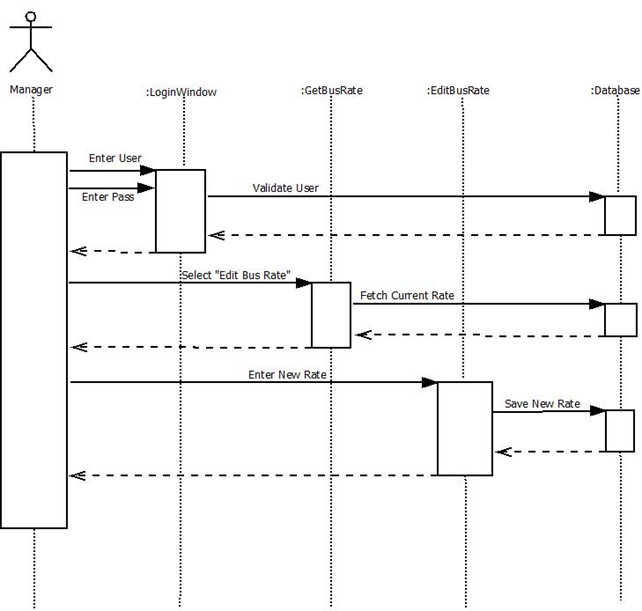 Manager
:LoginWindow
:GetBusRate
:EditBusRate
:Database
Enter User
Enter Pass
Validate User
Select "Edit Bus Rate"
Fetch Current Rate
Enter New Rate
Save New Rate